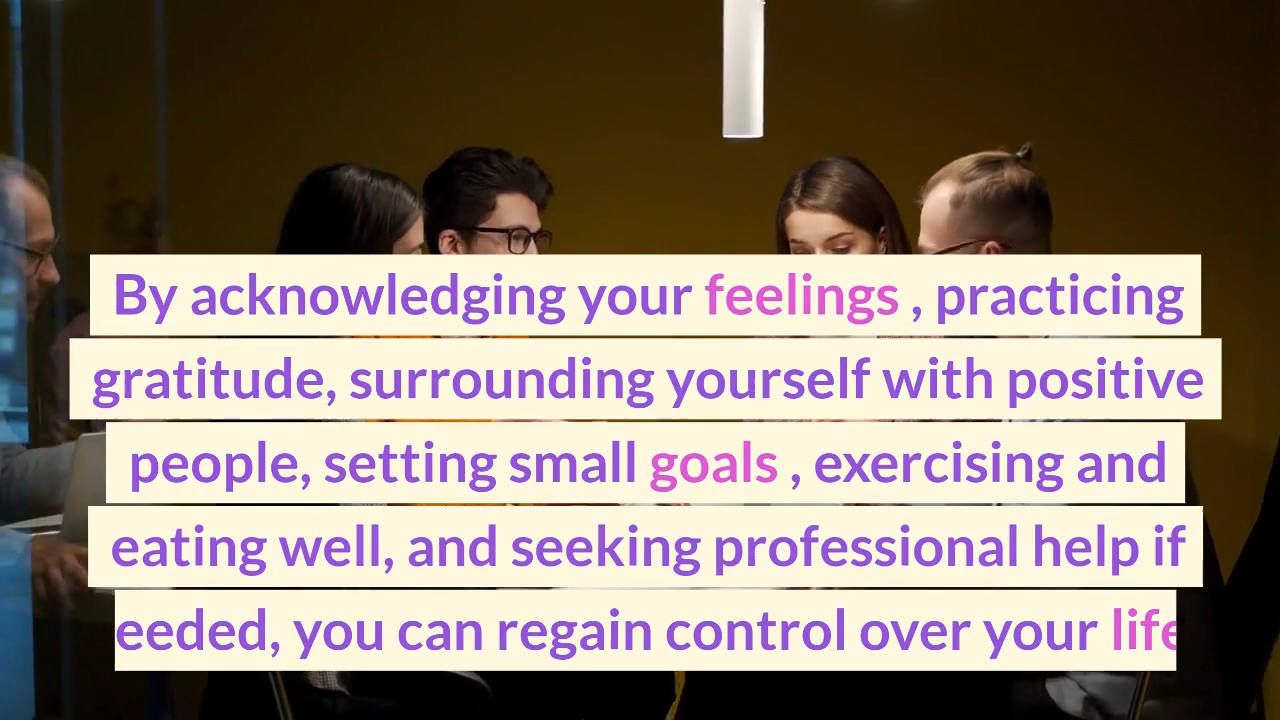 By acknowledging your feelings , practicing
gratitude, surrounding yourself with positive
people, setting small goals , exercising and
eating well, and seeking professional help if
eeded, you can regain control over your life